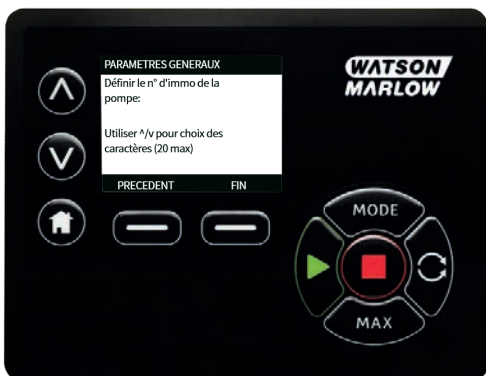 PARAMETRES GENERAUX
Définir le n° d'immo de la
pompe:
Utiliser ^/v pour choix des
caractères (20 max)
PRECEDENT FIN
WATSON
MARLOW
MODE
MAX